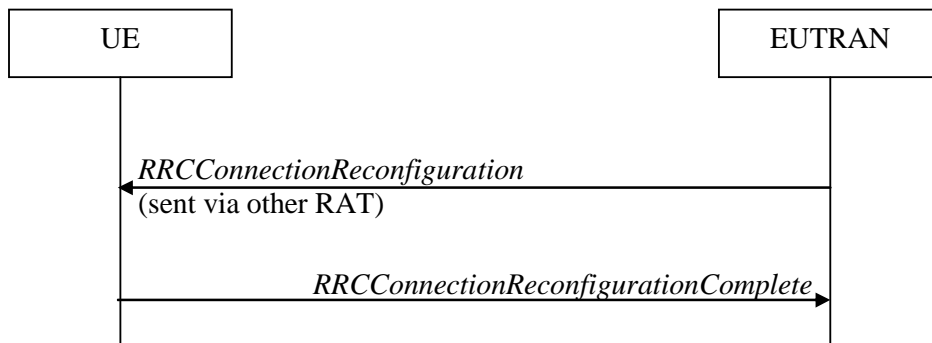 UE
EUTRAN
RRCConnectionReconfiguration
(sent via other RAT)
RRCConnectionReconfigurationComplete